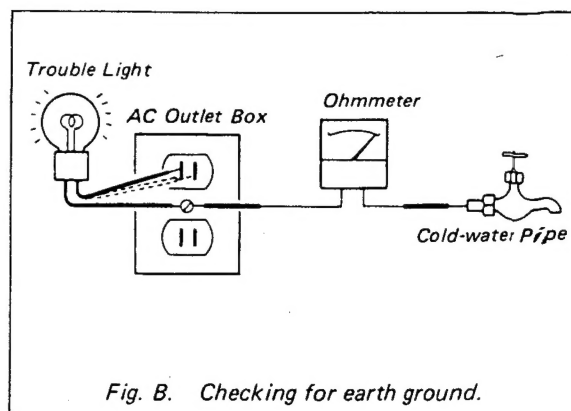 Trouble Light
AC Outlet Box
Ohmmeter
Cold-water Pipe
Fig. B. Checking for earth ground.